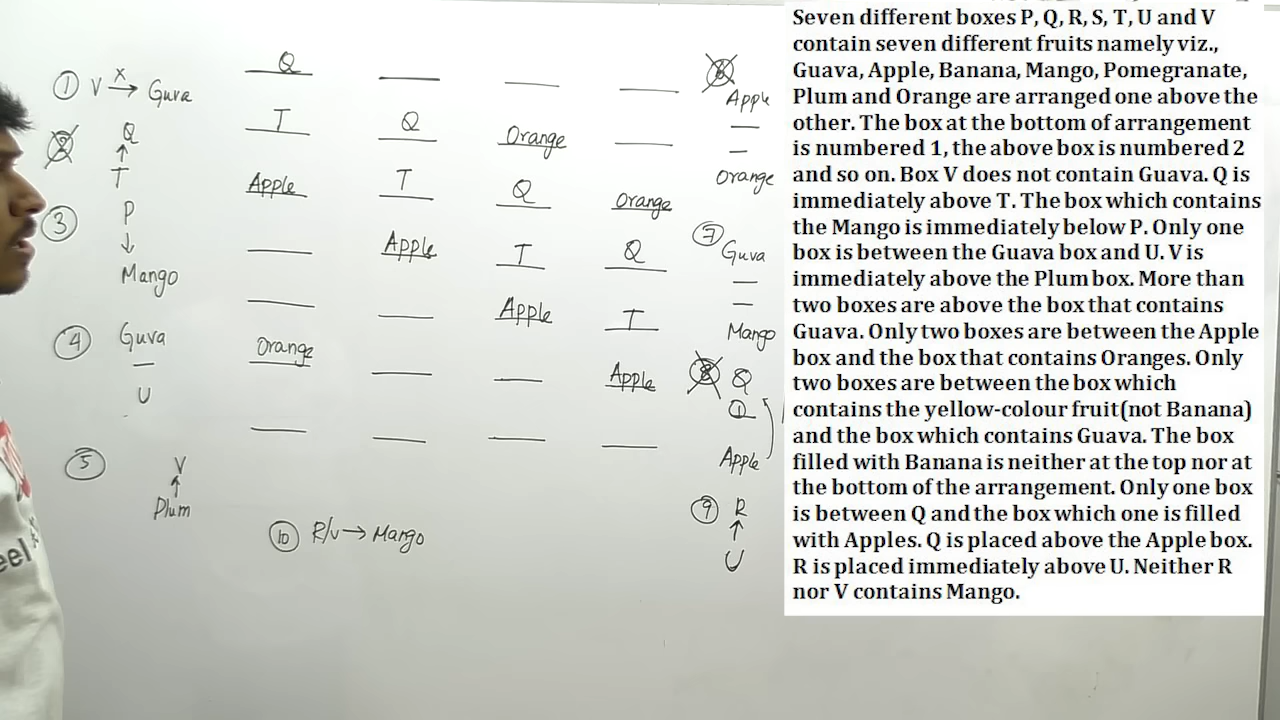 Seven different boxes P, Q, R, S, T, U and V
contain seven different fruits namely viz.,
Guava, Apple, Banana, Mango, Pomegranate,
Plum and Orange are arranged one above the
other. The box at the bottom of arrangement
is numbered 1, the above box is numbered 2
and so on. Box V does not contain Guava. Q is
immediately above T. The box which contains
the Mango is immediately below P. Only one
box is between the Guava box and U. V is
immediately above the Plum box. More than
two boxes are above the box that contains
Guava. Only two boxes are between the Apple
box and the box that contains Oranges. Only
two boxes are between the box which
contains the yellow-colour fruit(not Banana)
and the box which contains Guava. The box
filled with Banana is neither at the top nor at
the bottom of the arrangement. Only one box
is between Q and the box which one is filled
with Apples. Q is placed above the Apple box.
R is placed immediately above U. Neither R
nor V contains Mango.
① V x→ Guva
Q
↑
T
③ P
↓
Mango
④ Guva
—
U
⑤ V
↑
Plum
Q
T
Apple
Orange
Q
T
Apple
Orange
Q
T
Apple
Orange
Q
T
Apple
⑩ R/V → Mango
Apple
—
—
Orange
⑦ Guva
—
—
Mango
Q
Apple
⑨ R
↑
U
eel